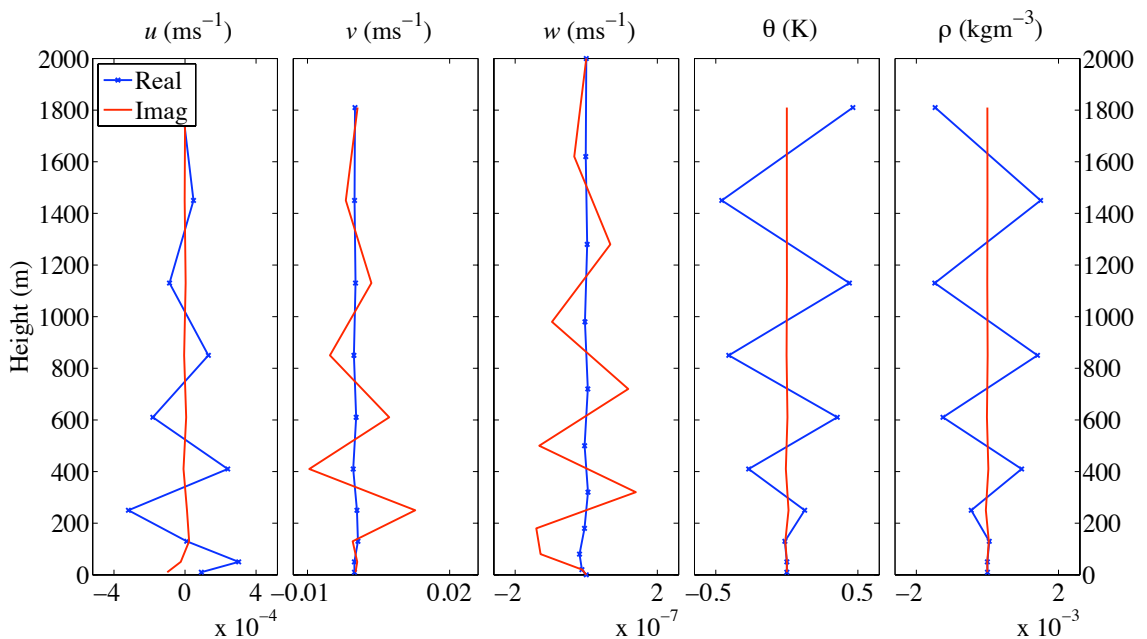 u (ms⁻¹) v (ms⁻¹) w (ms⁻¹) θ (K) ρ (kgm⁻³)
2000 2000
Real
Imag
1800 1800
1600 1600
1400 1400
1200 1200
1000 1000
800 800
600 600
400 400
200 200
0 0
Height (m)
−4 0 4 −0.01 0.02 −2 2 −0.5 0.5 −2 2
x 10⁻⁴ x 10⁻⁷ x 10⁻³